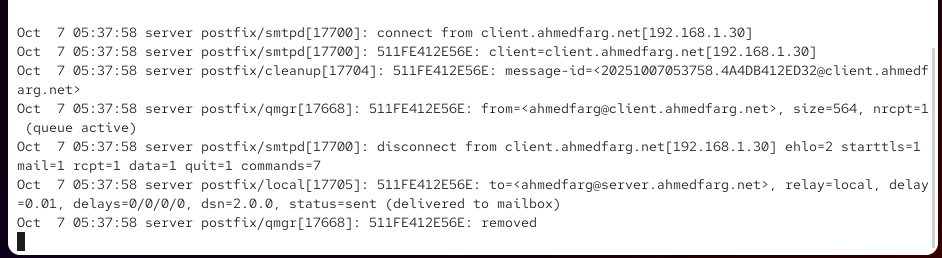 Oct  7 05:37:58 server postfix/smtpd[17700]: connect from client.ahmedfarg.net[192.168.1.30]
Oct  7 05:37:58 server postfix/smtpd[17700]: 511FE412E56E: client=client.ahmedfarg.net[192.168.1.30]
Oct  7 05:37:58 server postfix/cleanup[17704]: 511FE412E56E: message-id=<20251007053758.4A4DB412ED32@client.ahmedf
arg.net>
Oct  7 05:37:58 server postfix/qmgr[17668]: 511FE412E56E: from=<ahmedfarg@client.ahmedfarg.net>, size=564, nrcpt=1
 (queue active)
Oct  7 05:37:58 server postfix/smtpd[17700]: disconnect from client.ahmedfarg.net[192.168.1.30] ehlo=2 starttls=1
mail=1 rcpt=1 data=1 quit=1 commands=7
Oct  7 05:37:58 server postfix/local[17705]: 511FE412E56E: to=<ahmedfarg@server.ahmedfarg.net>, relay=local, delay
=0.01, delays=0/0/0/0, dsn=2.0.0, status=sent (delivered to mailbox)
Oct  7 05:37:58 server postfix/qmgr[17668]: 511FE412E56E: removed